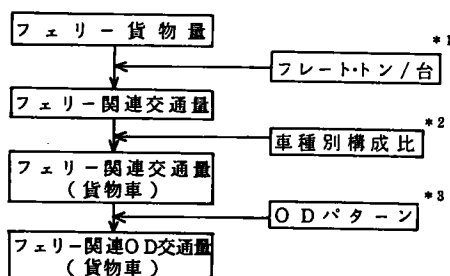 フェリー貨物量
*1
フレート・トン/台
フェリー関連交通量
*2
車種別構成比
フェリー関連交通量
(貨物車)
*3
ODパターン
フェリー関連OD交通量
(貨物車)